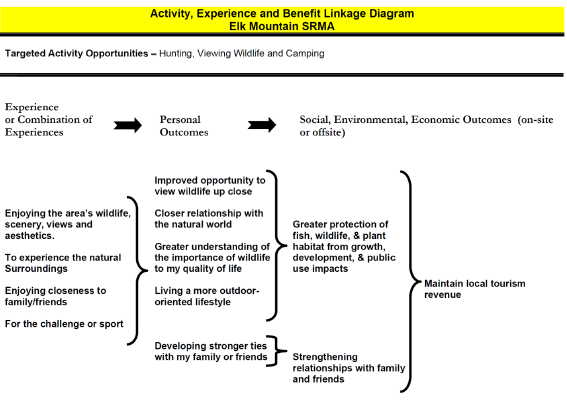 Activity, Experience and Benefit Linkage Diagram
Elk Mountain SRMA
Targeted Activity Opportunities – Hunting, Viewing Wildlife and Camping
Experience
or Combination of
Experiences
Personal
Outcomes
Social, Environmental, Economic Outcomes (on-site
or offsite)
Enjoying the area's wildlife,
scenery, views and
aesthetics.
To experience the natural
Surroundings
Enjoying closeness to
family/friends
For the challenge or sport
Improved opportunity to
view wildlife up close
Closer relationship with
the natural world
Greater understanding of
the importance of wildlife
to my quality of life
Living a more outdoor-
oriented lifestyle
Developing stronger ties
with my family or friends
Greater protection of
fish, wildlife, & plant
habitat from growth,
development, & public
use impacts
Strengthening
relationships with family
and friends
Maintain local tourism
revenue